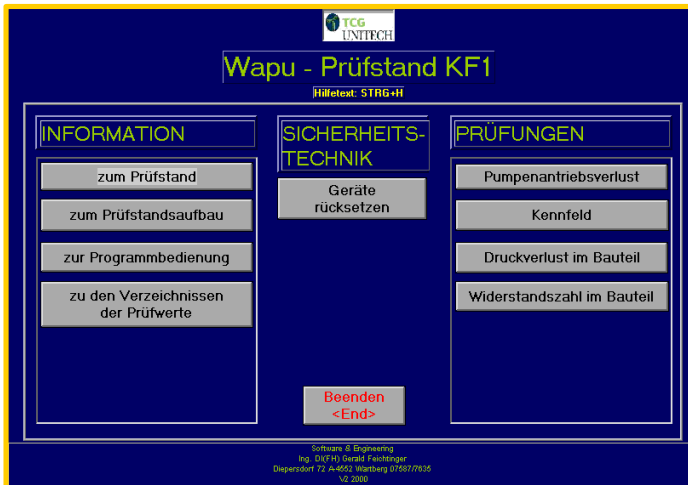 TCG
UNITECH
Wapu - Prüfstand KF1
Hilfetext: STRG+H
INFORMATION
zum Prüfstand
zum Prüfstandsaufbau
zur Programmbedienung
zu den Verzeichnissen
der Prüfwerte
SICHERHEITS-
TECHNIK
Geräte
rücksetzen
Beenden
<End>
PRÜFUNGEN
Pumpenantriebsverlust
Kennfeld
Druckverlust im Bauteil
Widerstandszahl im Bauteil
Software & Engineering
Ing. DI(FH) Gerald Feichtinger
Diepersdorf 72 A-4552 Wartberg 07587/7635
V2 2000